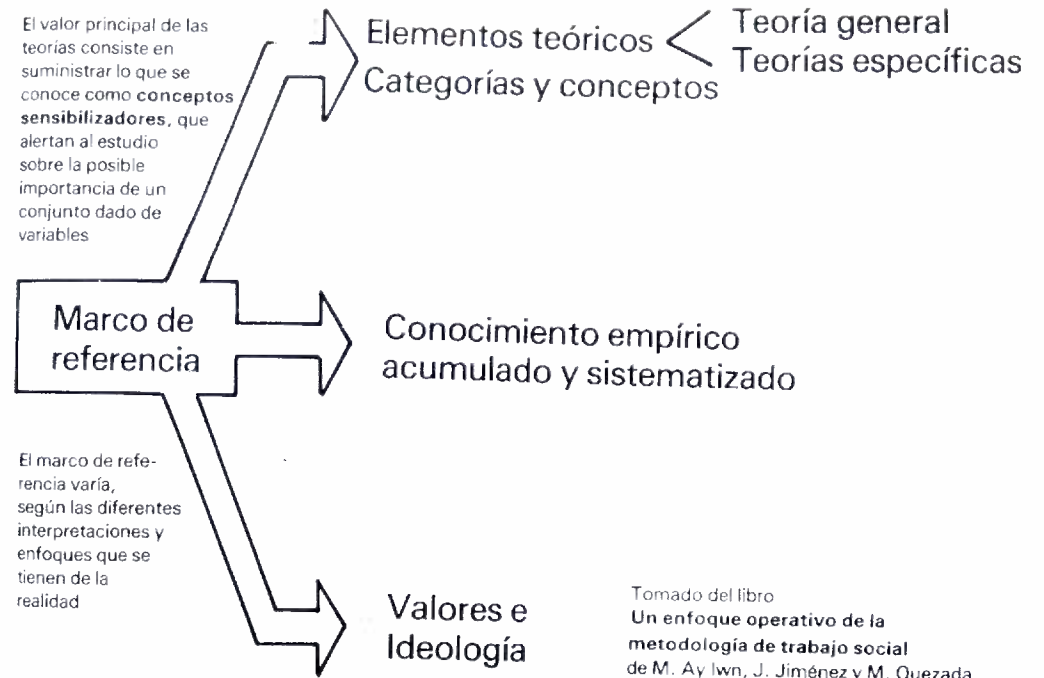 El valor principal de las
teorías consiste en
suministrar lo que se
conoce como conceptos
sensibilizadores, que
alertan al estudio
sobre la posible
importancia de un
conjunto dado de
variables
Elementos teóricos
Categorías y conceptos
Teoría general
Teorías específicas
Marco de
referencia
Conocimiento empírico
acumulado y sistematizado
El marco de refe-
rencia varía,
según las diferentes
interpretaciones y
enfoques que se
tienen de la
realidad
Valores e
Ideología
Tomado del libro
Un enfoque operativo de la
metodología de trabajo social
de M. Ay lwn, J. Jiménez y M. Quezada